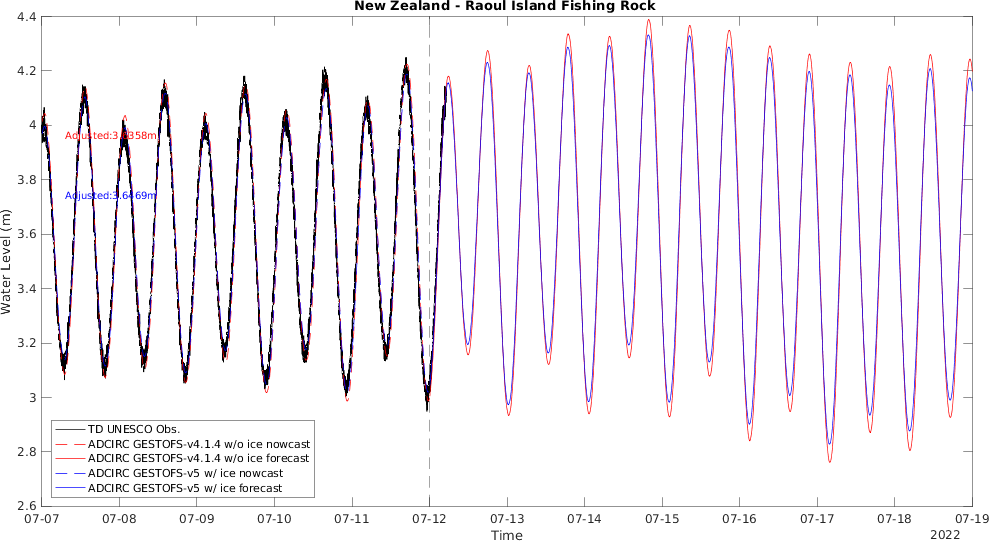 New Zealand - Raoul Island Fishing Rock
4.4
4.2
4
3.8
3.6
3.4
3.2
3
2.8
2.6
Water Level (m)
Adjusted:3.6358m
Adjusted:3.6469m
TD UNESCO Obs.
ADCIRC GESTOFS-v4.1.4 w/o ice nowcast
ADCIRC GESTOFS-v4.1.4 w/o ice forecast
ADCIRC GESTOFS-v5 w/ ice nowcast
ADCIRC GESTOFS-v5 w/ ice forecast
07-07 07-08 07-09 07-10 07-11 07-12 07-13 07-14 07-15 07-16 07-17 07-18 07-19
Time
2022